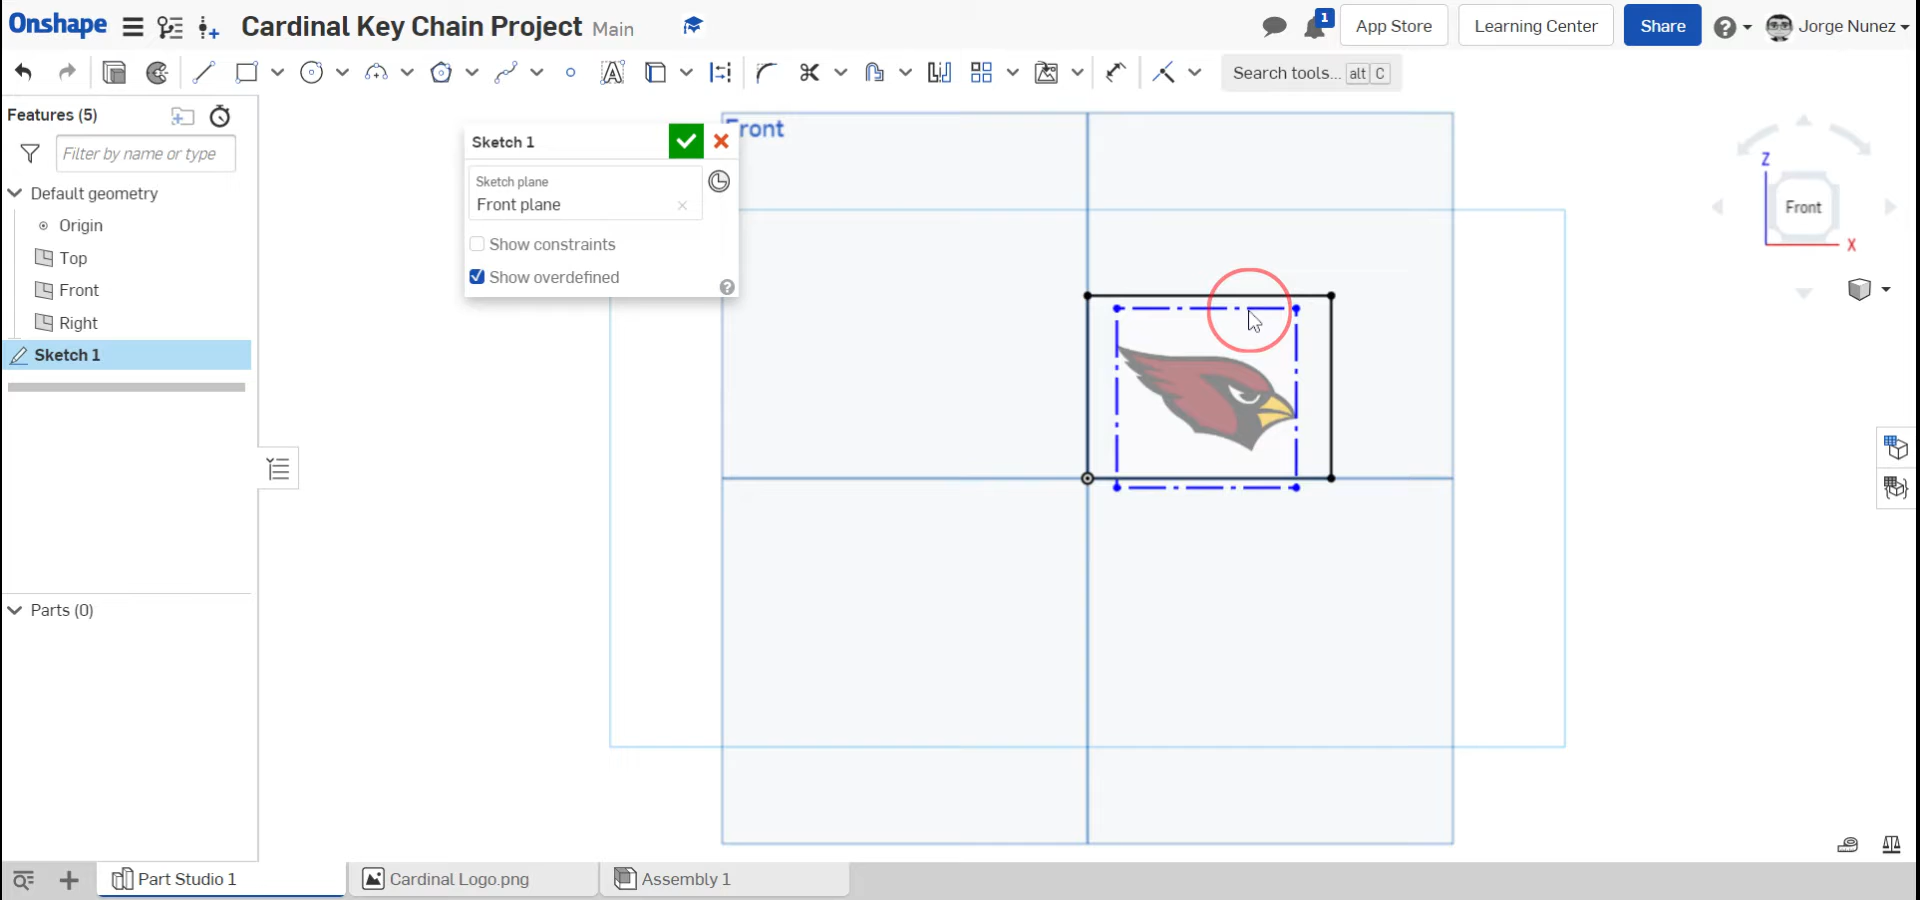 Onshape
Cardinal Key Chain Project Main
1
App Store
Learning Center
Share
Jorge Nunez
Search tools... alt C
Features (5)
Filter by name or type
Default geometry
Origin
Top
Front
Right
Sketch 1
Parts (0)
Sketch 1
Sketch plane
Front plane
Show constraints
Show overdefined
Front
Z
Front
X
Part Studio 1
Cardinal Logo.png
Assembly 1